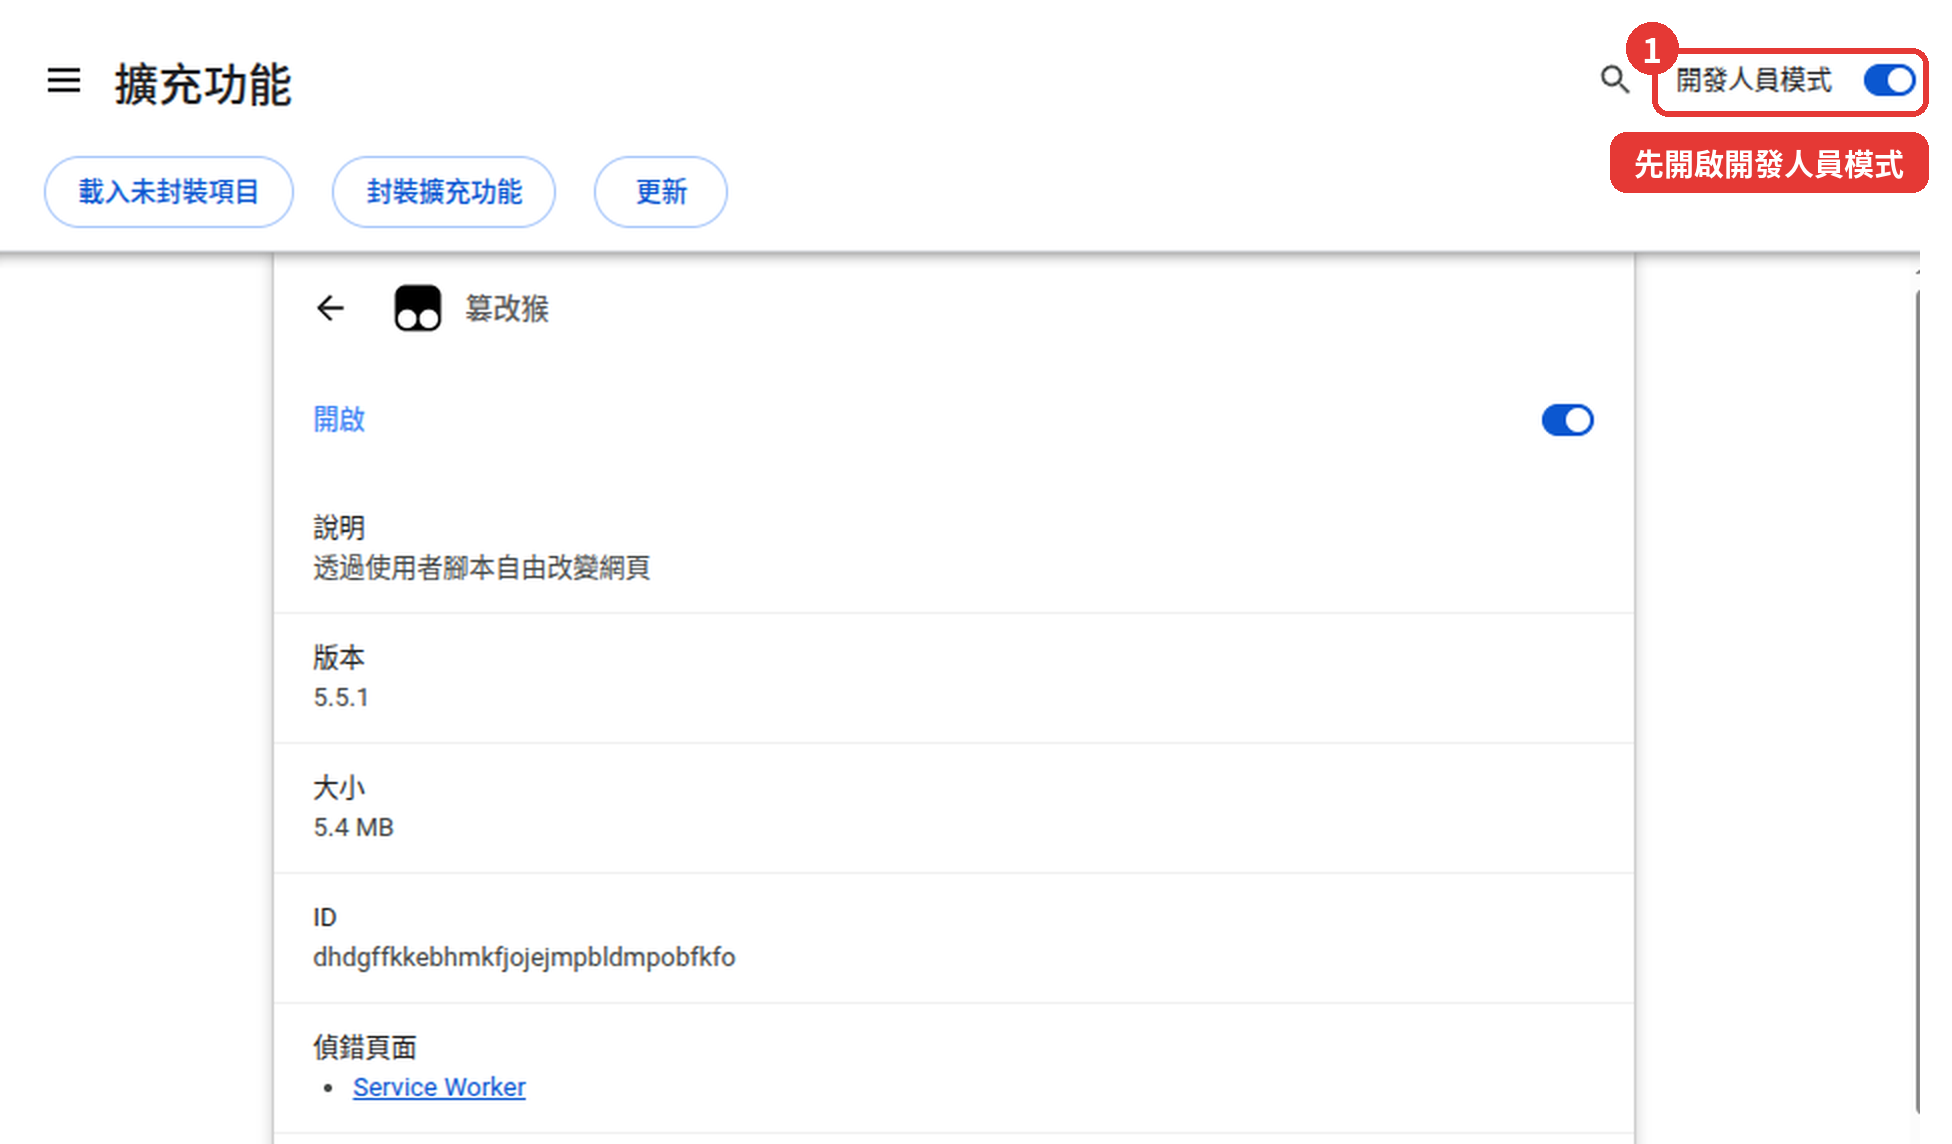 擴充功能
1
開發人員模式
先開啟開發人員模式
載入未封裝項目
封裝擴充功能
更新
篡改猴
開啟
說明
透過使用者腳本自由改變網頁
版本
5.5.1
大小
5.4 MB
ID
dhdgffkkebhmkfjojejmpbldmpobfkfo
偵錯頁面
Service Worker